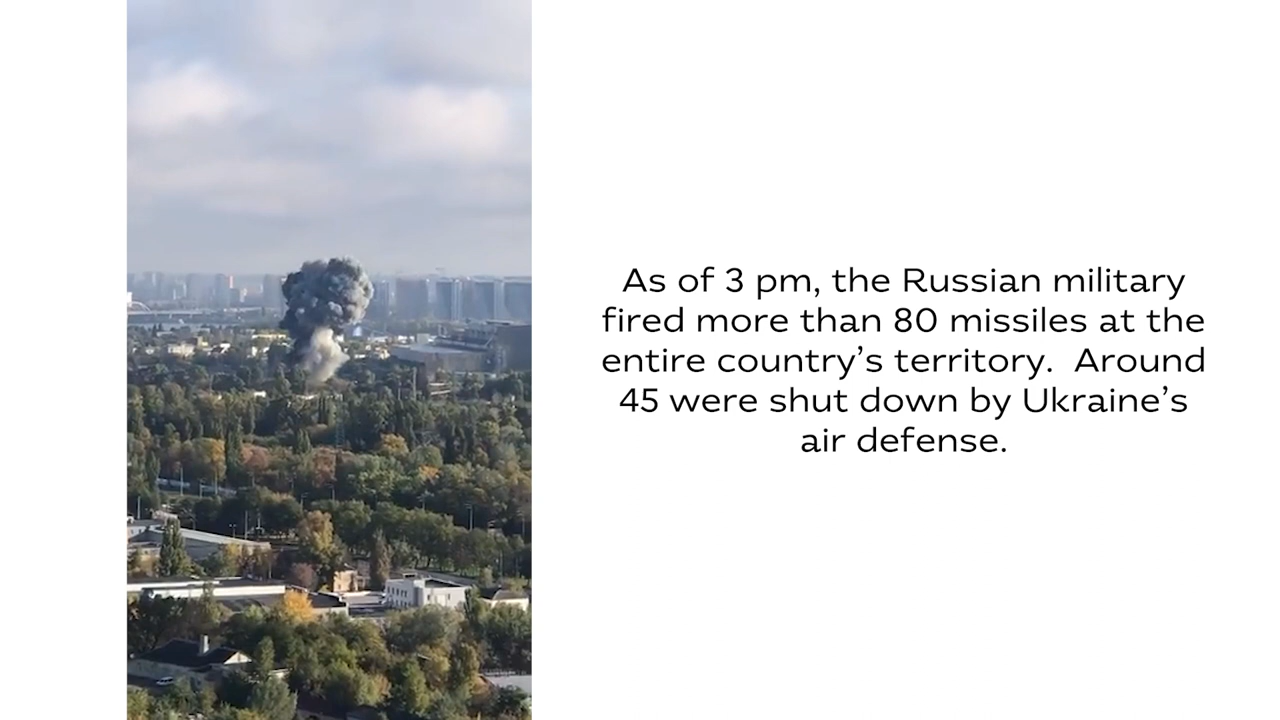 As of 3 pm, the Russian military
fired more than 80 missiles at the
entire country’s territory.  Around
45 were shut down by Ukraine’s
air defense.